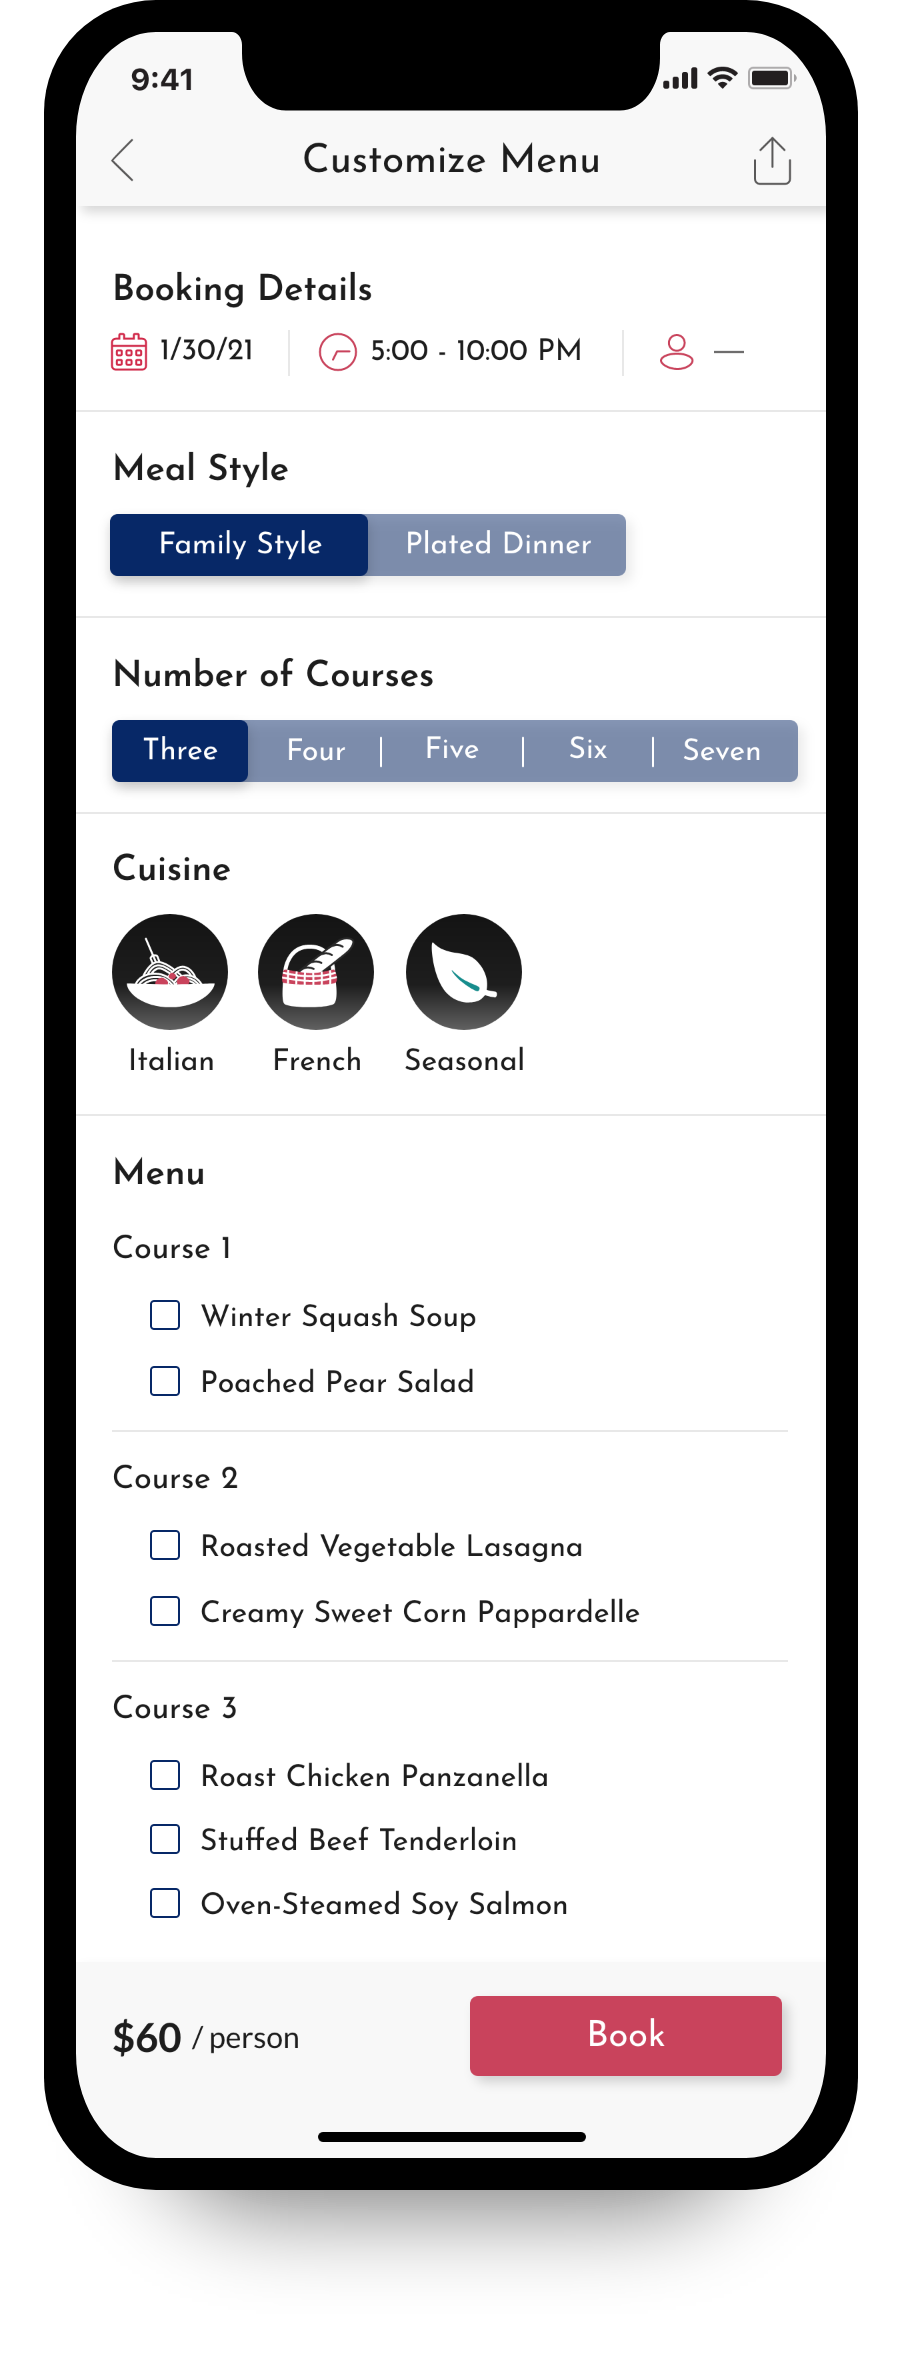 9:41
Customize Menu
Booking Details
1/30/21 5:00 - 10:00 PM —
Meal Style
Family Style Plated Dinner
Number of Courses
Three Four | Five | Six | Seven
Cuisine
Italian French Seasonal
Menu
Course 1
Winter Squash Soup
Poached Pear Salad
Course 2
Roasted Vegetable Lasagna
Creamy Sweet Corn Pappardelle
Course 3
Roast Chicken Panzanella
Stuffed Beef Tenderloin
Oven-Steamed Soy Salmon
$60 / person Book